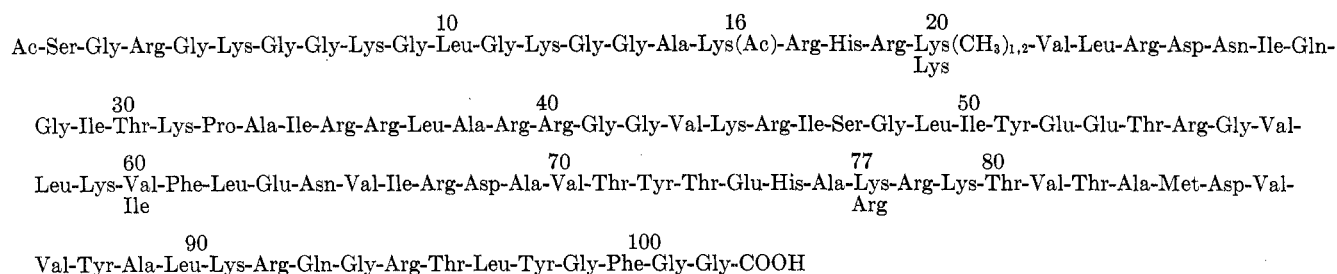 10 16 20
Ac-Ser-Gly-Arg-Gly-Lys-Gly-Gly-Lys-Gly-Leu-Gly-Lys-Gly-Gly-Ala-Lys(Ac)-Arg-His-Arg-Lys(CH₃)₁,₂-Val-Leu-Arg-Asp-Asn-Ile-Gln-
Lys
30 40 50
Gly-Ile-Thr-Lys-Pro-Ala-Ile-Arg-Arg-Leu-Ala-Arg-Arg-Gly-Gly-Val-Lys-Arg-Ile-Ser-Gly-Leu-Ile-Tyr-Glu-Glu-Thr-Arg-Gly-Val-
60 70 77 80
Leu-Lys-Val-Phe-Leu-Glu-Asn-Val-Ile-Arg-Asp-Ala-Val-Thr-Tyr-Thr-Glu-His-Ala-Lys-Arg-Lys-Thr-Val-Thr-Ala-Met-Asp-Val-
Ile Arg
90 100
Val-Tyr-Ala-Leu-Lys-Arg-Gln-Gly-Arg-Thr-Leu-Tyr-Gly-Phe-Gly-Gly-COOH